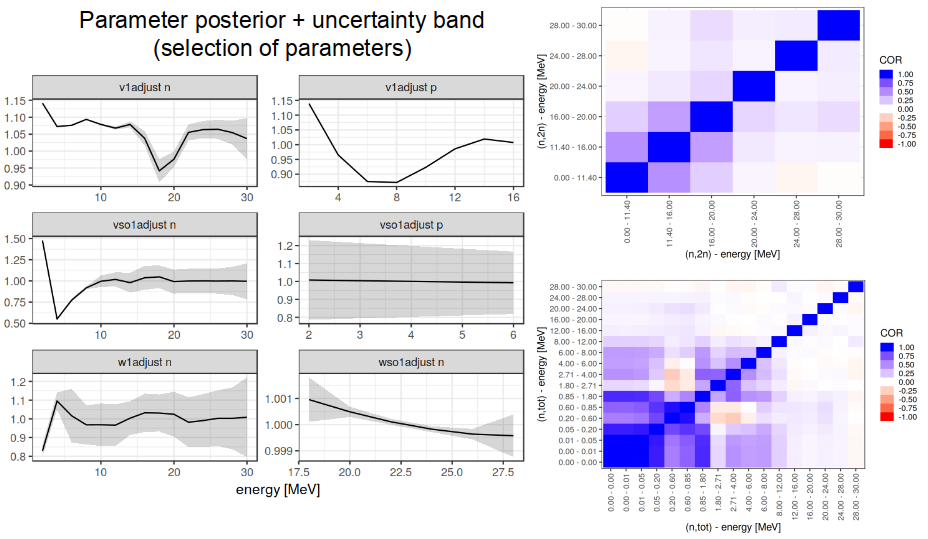 Parameter posterior + uncertainty band
(selection of parameters)
v1adjust n
1.15
1.10
1.05
1.00
0.95
0.90
10
20
30
v1adjust p
1.15
1.10
1.05
1.00
0.95
0.90
4
8
12
16
vso1adjust n
1.50
1.25
1.00
0.75
0.50
10
20
30
vso1adjust p
1.2
1.1
1.0
0.9
0.8
2
3
4
5
6
w1adjust n
1.2
1.1
1.0
0.9
0.8
10
20
30
wso1adjust n
1.001
1.000
0.999
17.5
20.0
22.5
25.0
27.5
energy [MeV]
(n,2n) - energy [MeV]
28.00 - 30.00
24.00 - 28.00
20.00 - 24.00
16.00 - 20.00
11.40 - 16.00
0.00 - 11.40
0.00 - 11.40
11.40 - 16.00
16.00 - 20.00
20.00 - 24.00
24.00 - 28.00
28.00 - 30.00
(n,2n) - energy [MeV]
COR
1.00
0.75
0.50
0.25
0.00
-0.25
-0.50
-0.75
-1.00
(n,tot) - energy [MeV]
28.00 - 30.00
24.00 - 28.00
20.00 - 24.00
16.00 - 20.00
12.00 - 16.00
8.00 - 12.00
6.00 - 8.00
4.00 - 6.00
2.71 - 4.00
1.80 - 2.71
0.85 - 1.80
0.60 - 0.85
0.20 - 0.60
0.05 - 0.20
0.01 - 0.05
0.00 - 0.01
0.00 - 0.00
0.00 - 0.00
0.00 - 0.01
0.01 - 0.05
0.05 - 0.20
0.20 - 0.60
0.60 - 0.85
0.85 - 1.80
1.80 - 2.71
2.71 - 4.00
4.00 - 6.00
6.00 - 8.00
8.00 - 12.00
12.00 - 16.00
16.00 - 20.00
20.00 - 24.00
24.00 - 28.00
28.00 - 30.00
(n,tot) - energy [MeV]
COR
1.00
0.75
0.50
0.25
0.00
-0.25
-0.50
-0.75
-1.00